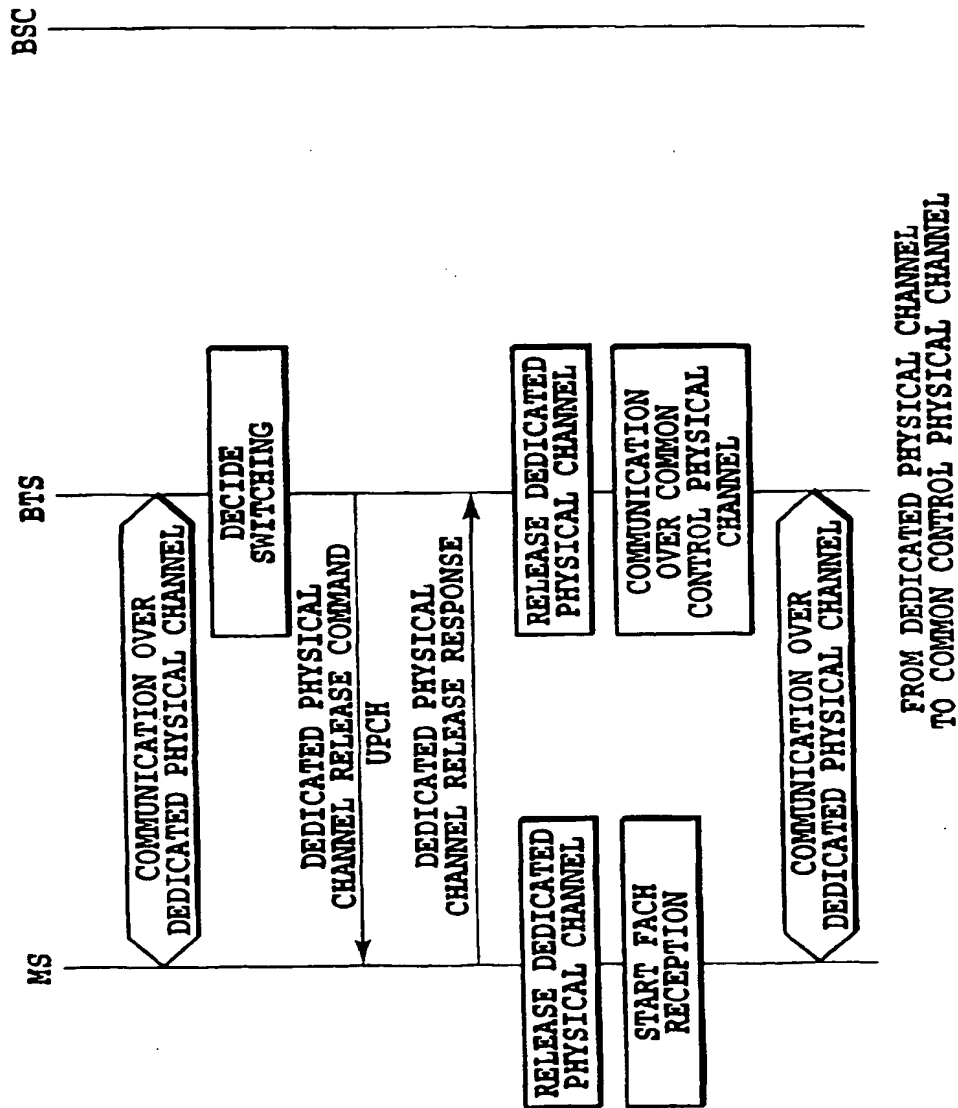 MS
BTS
BSC
COMMUNICATION OVER
DEDICATED PHYSICAL CHANNEL
DECIDE
SWITCHING
DEDICATED PHYSICAL
CHANNEL RELEASE COMMAND
UPCH
DEDICATED PHYSICAL
CHANNEL RELEASE RESPONSE
RELEASE DEDICATED
PHYSICAL CHANNEL
RELEASE DEDICATED
PHYSICAL CHANNEL
START FACH
RECEPTION
COMMUNICATION
OVER COMMON
CONTROL PHYSICAL
CHANNEL
COMMUNICATION OVER
DEDICATED PHYSICAL CHANNEL
FROM DEDICATED PHYSICAL CHANNEL
TO COMMON CONTROL PHYSICAL CHANNEL